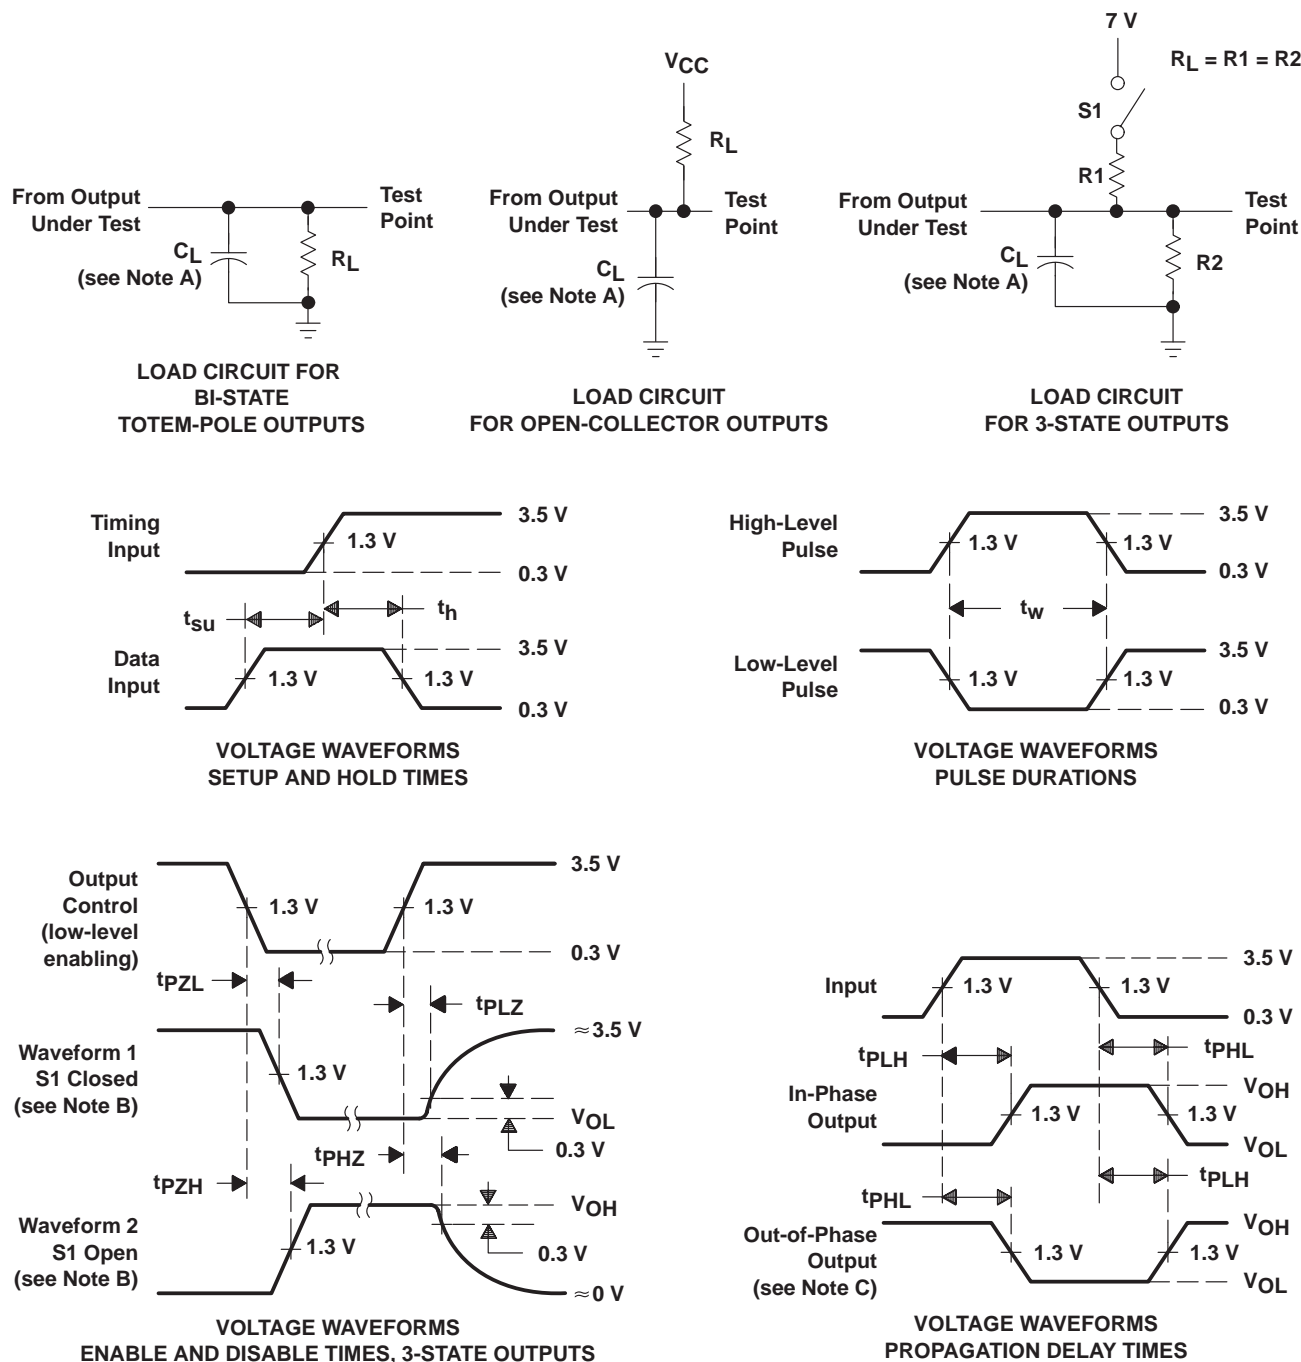 From Output
Under Test
CL
(see Note A)
RL
Test
Point
LOAD CIRCUIT FOR
BI-STATE
TOTEM-POLE OUTPUTS
VCC
RL
From Output
Under Test
CL
(see Note A)
Test
Point
LOAD CIRCUIT
FOR OPEN-COLLECTOR OUTPUTS
7 V
RL = R1 = R2
S1
R1
From Output
Under Test
CL
(see Note A)
R2
Test
Point
LOAD CIRCUIT
FOR 3-STATE OUTPUTS
Timing
Input
1.3 V
3.5 V
0.3 V
tsu
th
Data
Input
1.3 V
1.3 V
3.5 V
0.3 V
VOLTAGE WAVEFORMS
SETUP AND HOLD TIMES
High-Level
Pulse
1.3 V
1.3 V
3.5 V
0.3 V
tw
Low-Level
Pulse
1.3 V
1.3 V
3.5 V
0.3 V
VOLTAGE WAVEFORMS
PULSE DURATIONS
Output
Control
(low-level
enabling)
1.3 V
1.3 V
3.5 V
0.3 V
tPZL
tPLZ
Waveform 1
S1 Closed
(see Note B)
1.3 V
≈3.5 V
VOL
0.3 V
tPZH
tPHZ
Waveform 2
S1 Open
(see Note B)
1.3 V
VOH
0.3 V
≈0 V
VOLTAGE WAVEFORMS
ENABLE AND DISABLE TIMES, 3-STATE OUTPUTS
Input
1.3 V
1.3 V
3.5 V
0.3 V
tPLH
tPHL
In-Phase
Output
1.3 V
1.3 V
VOH
VOL
tPHL
tPLH
Out-of-Phase
Output
(see Note C)
1.3 V
1.3 V
VOH
VOL
VOLTAGE WAVEFORMS
PROPAGATION DELAY TIMES